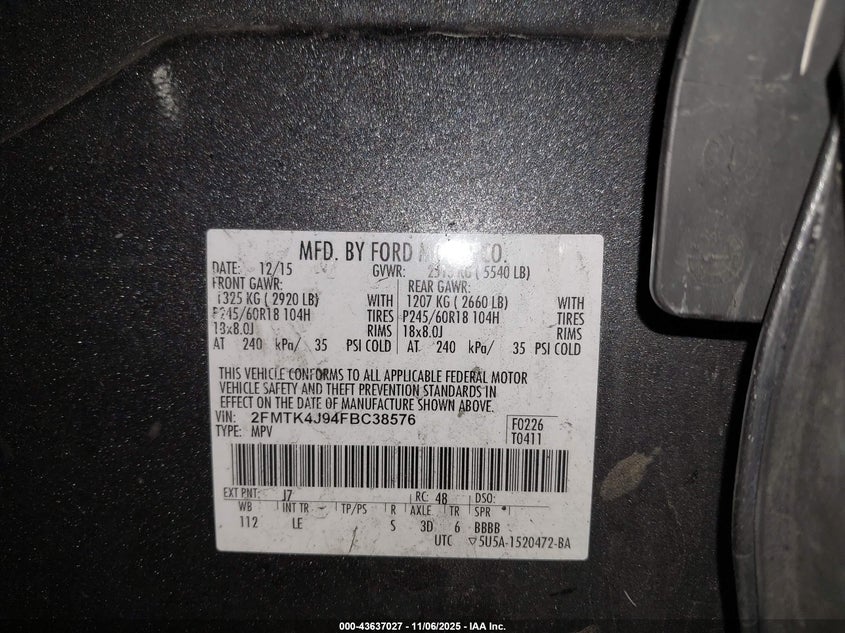 MFD. BY FORD M CO.
DATE: 12/15 GVWR: KG ( 5540 LB)
FRONT GAWR: REAR GAWR:
1325 KG ( 2920 LB) WITH 1207 KG ( 2660 LB) WITH
P245/60R18 104H TIRES P245/60R18 104H TIRES
18x8.0J RIMS 18x8.0J RIMS
AT 240 kPa/ 35 PSI COLD AT 240 kPa/ 35 PSI COLD
THIS VEHICLE CONFORMS TO ALL APPLICABLE FEDERAL MOTOR
VEHICLE SAFETY AND THEFT PREVENTION STANDARDS IN
EFFECT ON THE DATE OF MANUFACTURE SHOWN ABOVE.
VIN: 2FMTK4J94FBC38576 F0226
TYPE: MPV T0411
EXT PNT: J7 RC: 48 DSO:
WB INT TR TP/PS R AXLE TR SPR
112 LE S 3D 6 BBBB
UTC ▽5U5A-1520472-BA
000-43637027 - 11/06/2025 - IAA Inc.